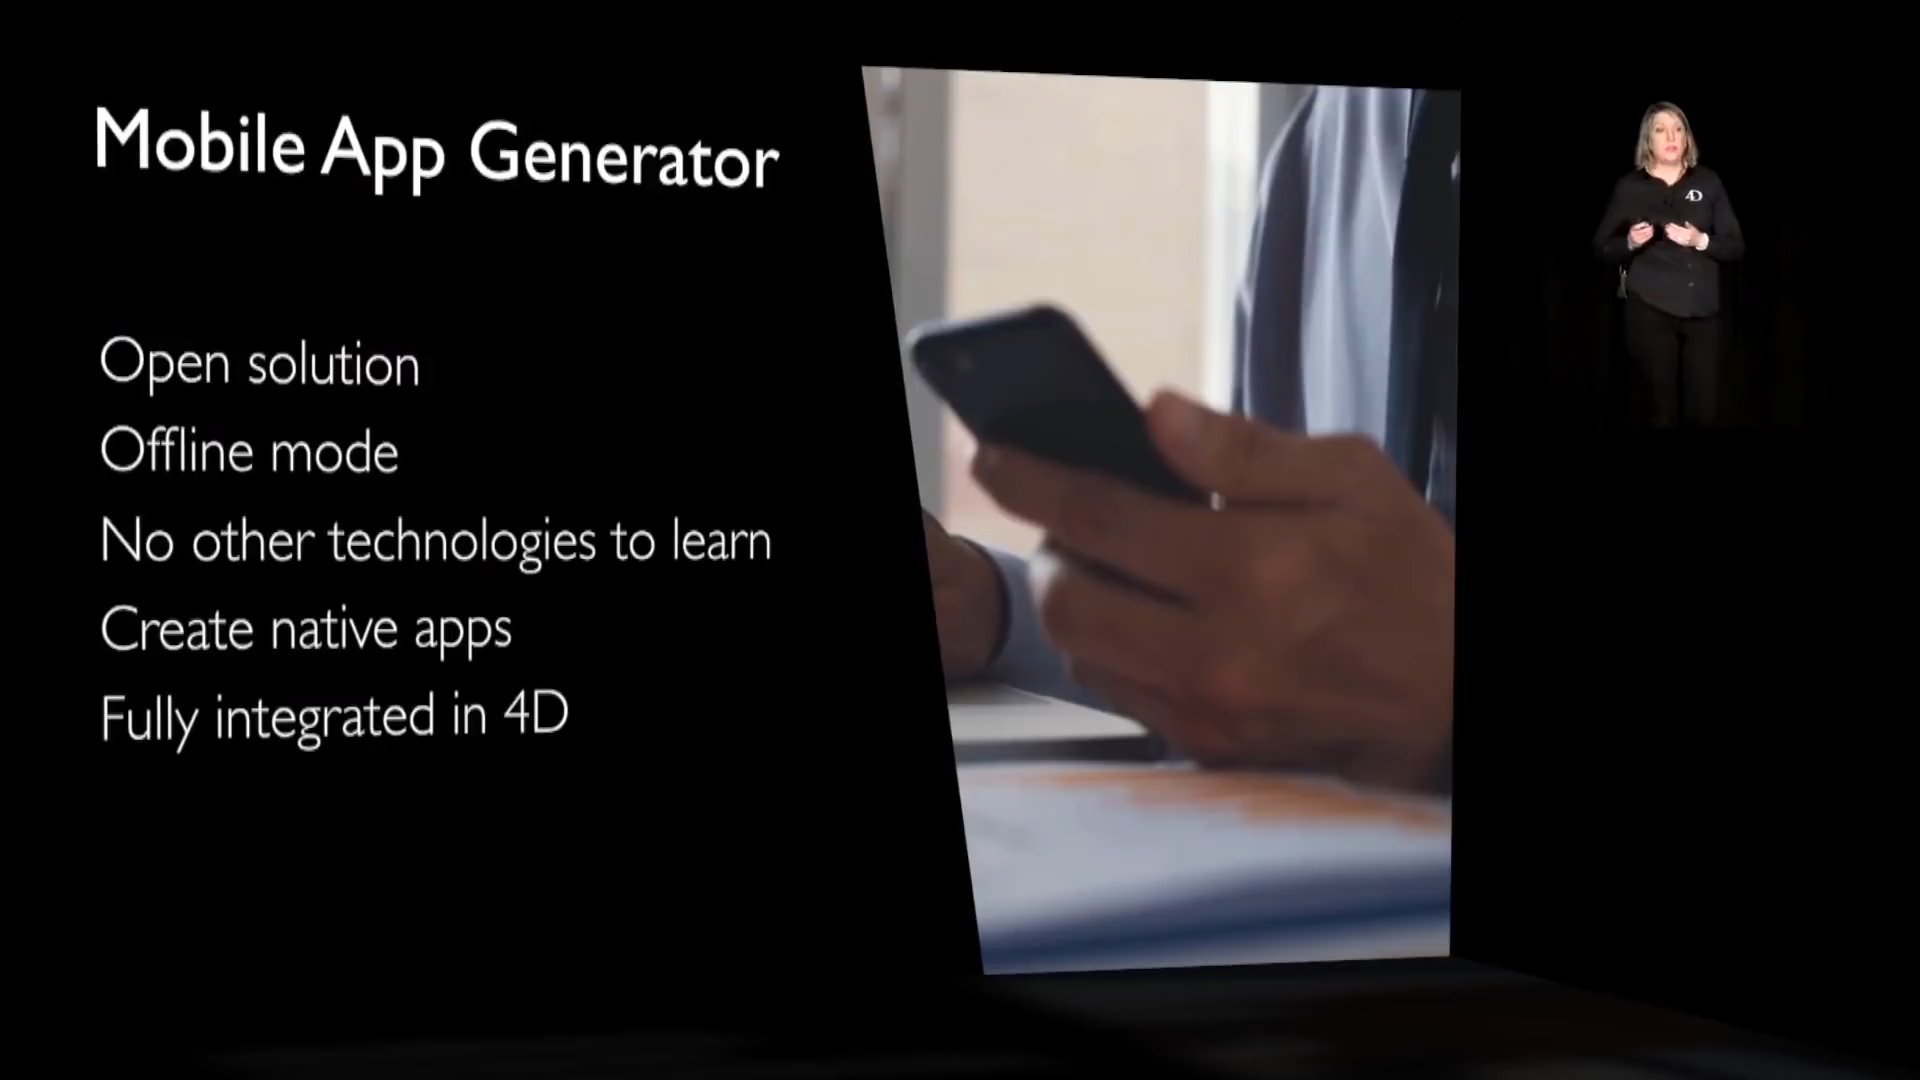 Mobile App Generator
Open solution
Offline mode
No other technologies to learn
Create native apps
Fully integrated in 4D
4D